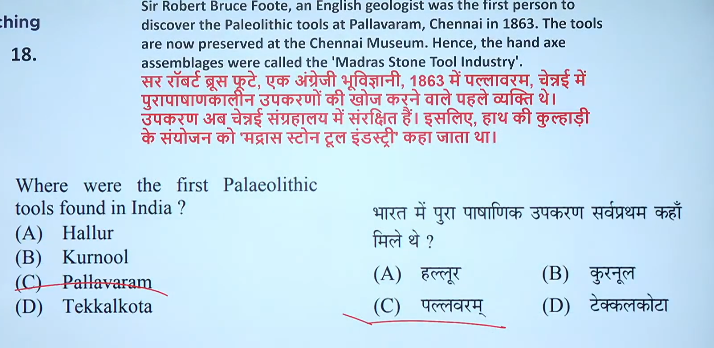 Sir Robert Bruce Foote, an English geologist was the first person to
ching
discover the Paleolithic tools at Pallavaram, Chennai in 1863. The tools
18.
are now preserved at the Chennai Museum. Hence, the hand axe
assemblages were called the 'Madras Stone Tool Industry'.
सर रॉबर्ट ब्रूस फूटे, एक अंग्रेजी भूविज्ञानी, 1863 में पल्लावरम, चेन्नई में
पुरापाषाणकालीन उपकरणों की खोज करने वाले पहले व्यक्ति थे।
उपकरण अब चेन्नई संग्रहालय में संरक्षित हैं। इसलिए, हाथ की कुल्हाड़ी
के संयोजन को 'मद्रास स्टोन टूल इंडस्ट्री' कहा जाता था।
Where were the first Palaeolithic
tools found in India ?
(A) Hallur
(B) Kurnool
(C) Pallavaram
(D) Tekkalkota
भारत में पुरा पाषाणिक उपकरण सर्वप्रथम कहाँ
मिले थे ?
(A) हल्लूर (B) कुरनूल
(C) पल्लवरम् (D) टेक्कलकोटा